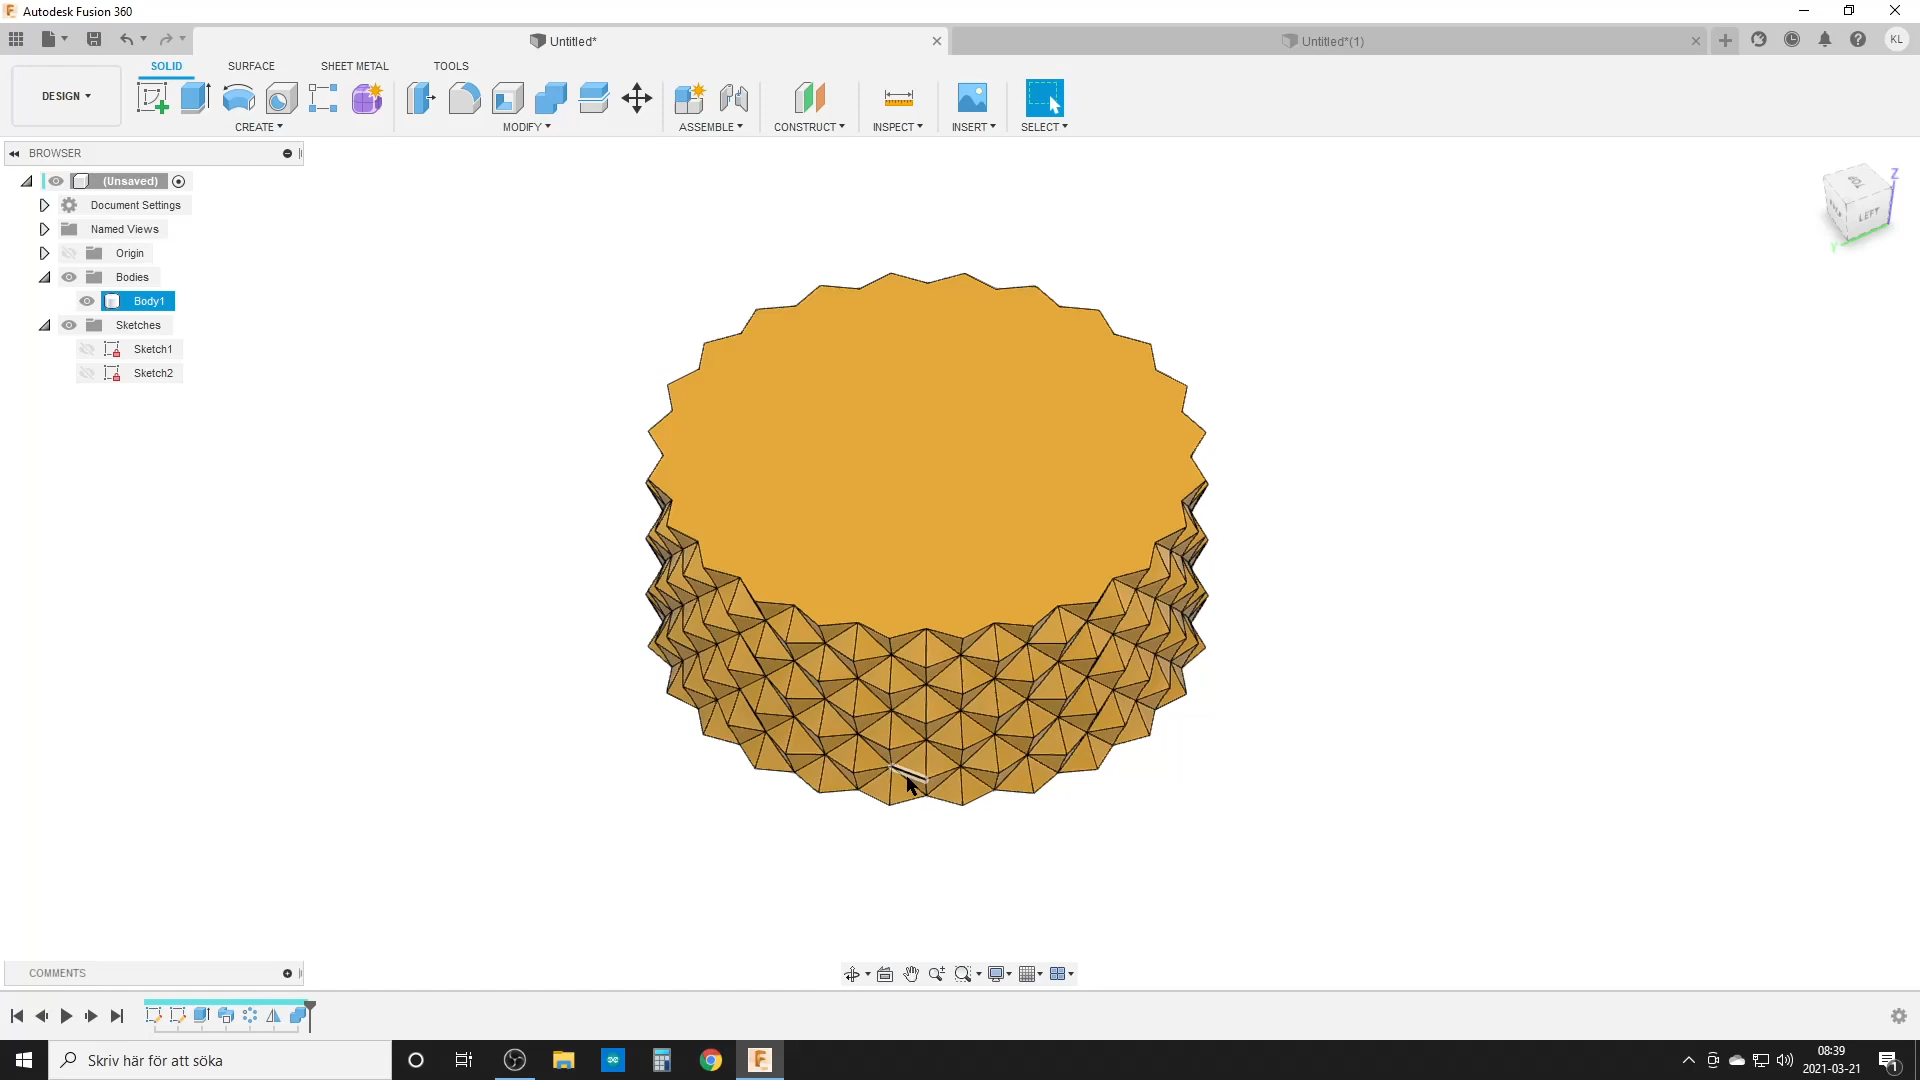 Autodesk Fusion 360
Untitled*
Untitled*(1)
KL
DESIGN
SOLID
SURFACE
SHEET METAL
TOOLS
CREATE
MODIFY
ASSEMBLE
CONSTRUCT
INSPECT
INSERT
SELECT
BROWSER
(Unsaved)
Document Settings
Named Views
Origin
Bodies
Body1
Sketches
Sketch1
Sketch2
Z
LEFT
Y
COMMENTS
Skriv här för att söka
08:39
2021-03-21
1